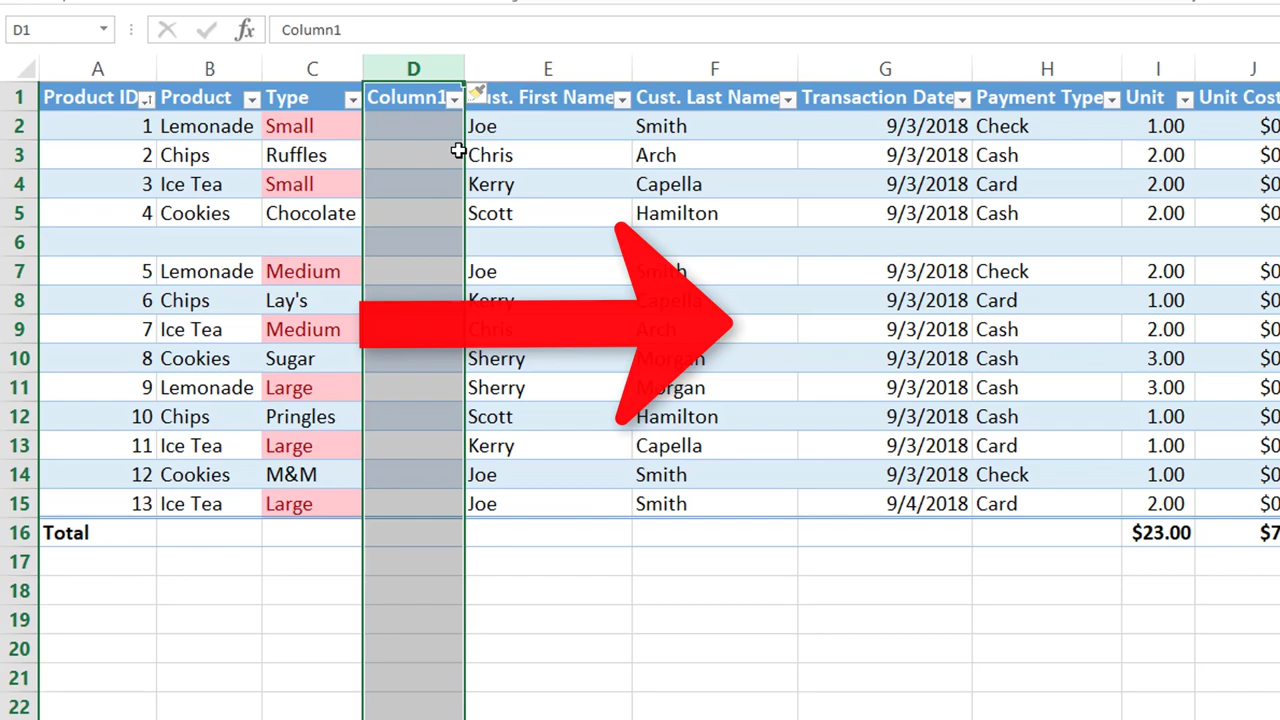 D1 fx Column1
A B C D E F G H I J
1 Product ID Product Type Column1 ust. First Name Cust. Last Name Transaction Date Payment Type Unit Unit Cost
2 1 Lemonade Small Joe Smith 9/3/2018 Check 1.00 $0
3 2 Chips Ruffles Chris Arch 9/3/2018 Cash 2.00 $0
4 3 Ice Tea Small Kerry Capella 9/3/2018 Card 2.00 $0
5 4 Cookies Chocolate Scott Hamilton 9/3/2018 Cash 2.00 $0
6
7 5 Lemonade Medium Joe Smith 9/3/2018 Check 2.00 $0
8 6 Chips Lay's Kerry Capella 9/3/2018 Card 1.00 $0
9 7 Ice Tea Medium Chris Arch 9/3/2018 Cash 2.00 $0
10 8 Cookies Sugar Sherry Morgan 9/3/2018 Cash 3.00 $0
11 9 Lemonade Large Sherry Morgan 9/3/2018 Cash 3.00 $0
12 10 Chips Pringles Scott Hamilton 9/3/2018 Cash 1.00 $0
13 11 Ice Tea Large Kerry Capella 9/3/2018 Card 1.00 $0
14 12 Cookies M&M Joe Smith 9/3/2018 Check 1.00 $0
15 13 Ice Tea Large Joe Smith 9/4/2018 Card 2.00 $0
16 Total $23.00 $7
17
18
19
20
21
22